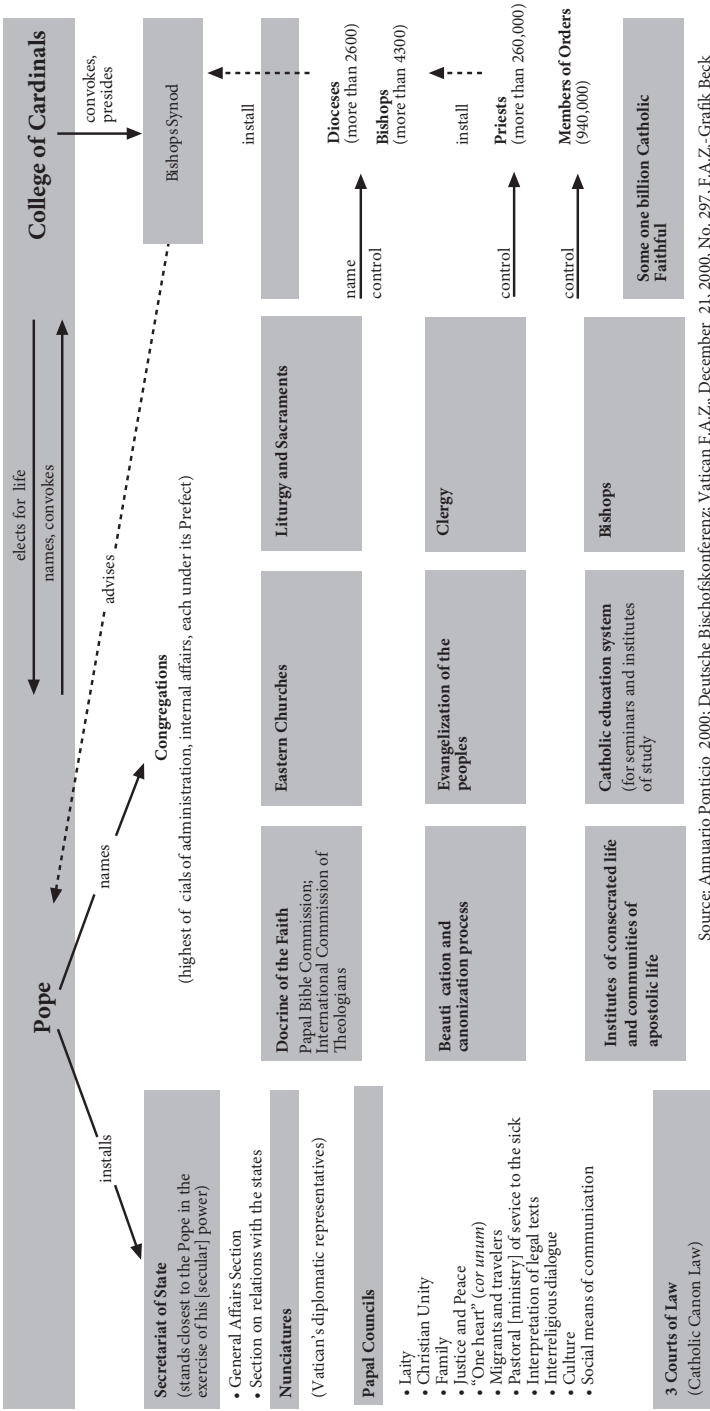 Pope
College of Cardinals
elects for life
names, convokes
installs
names
advises
convokes,
presides
Secretariat of State
(stands closest to the Pope in the
exercise of his [secular] power)
• General Affairs Section
• Section on relations with the states
Nunciatures
(Vatican's diplomatic representatives)
Papal Councils
• Laity
• Christian Unity
• Family
• Justice and Peace
• "One heart" (cor unum)
• Migrants and travelers
• Pastoral [ministry] of sevice to the sick
• Interpretation of legal texts
• Interreligious dialogue
• Culture
• Social means of communication
3 Courts of Law
(Catholic Canon Law)
Congregations
(highest of cials of administration, internal affairs, each under its Prefect)
Docrine of the Faith
Papal Bible Commission;
International Commission of
Theologians
Eastern Churches
Liturgy and Sacraments
Beauti cation and
canonization process
Evangelization of the
peoples
Clergy
Institutes of consecrated life
and communities of
apostolic life
Catholic education system
(for seminars and institutes
of study)
Bishops
Bishops Synod
install
name
control
Dioceses
(more than 2600)
Bishops
(more than 4300)
install
control
Priests
(more than 260,000)
control
Members of Orders
(940,000)
Some one billion Catholic
Faithful
Source: Annuario Ponticio 2000; Deutsche Bischofskonferenz; Vatican F.A.Z., December 21, 2000, No. 297, F.A.Z.-Grafik Beck